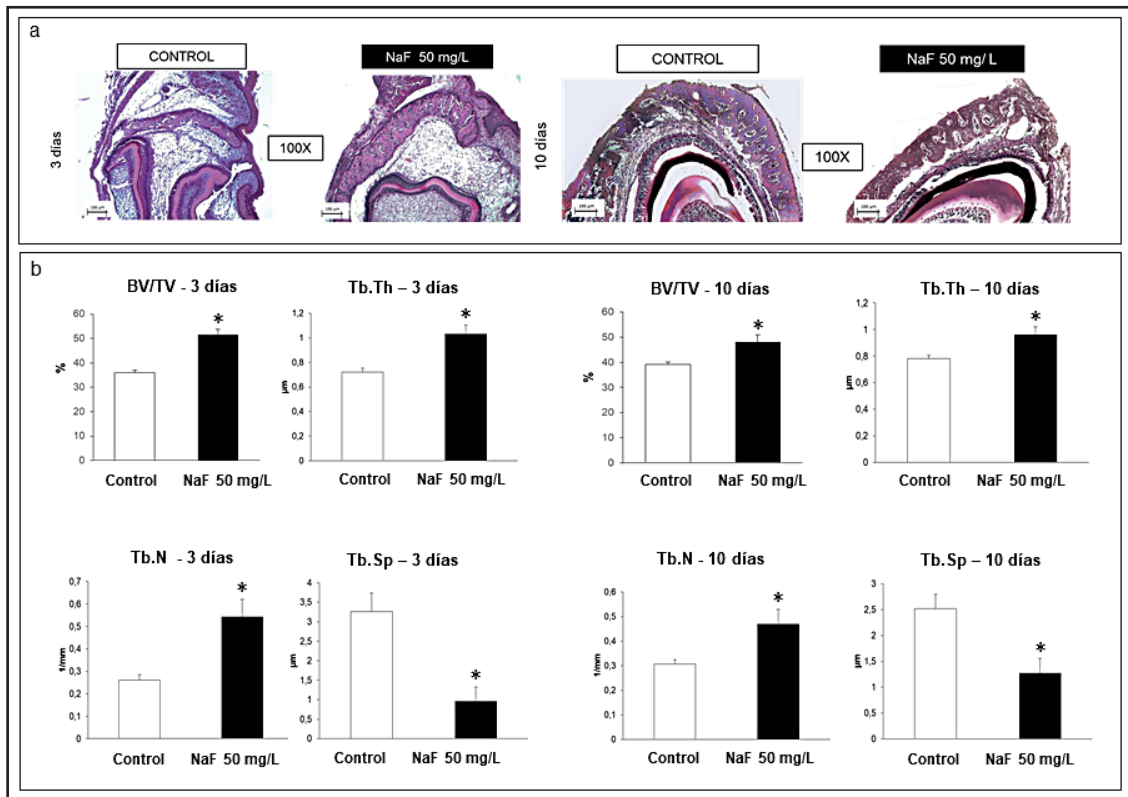 a
CONTROL
NaF 50 mg/L
CONTROL
NaF 50 mg/ L
3 días
100X
10 días
100X
100 µm
100 µm
100 µm
100 µm
b
BV/TV - 3 días
%
60
50
40
30
20
10
0
Control
NaF 50 mg/L
*
Tb.Th – 3 días
µm
1,2
1
0,8
0,6
0,4
0,2
0
Control
NaF 50 mg/L
*
BV/TV - 10 días
%
60
50
40
30
20
10
0
Control
NaF 50 mg/L
*
Tb.Th – 10 días
µm
1,2
1
0,8
0,6
0,4
0,2
0
Control
NaF 50 mg/L
*
Tb.N - 3 días
1/mm
0,7
0,6
0,5
0,4
0,3
0,2
0,1
0
Control
NaF 50 mg/L
*
Tb.Sp – 3 días
µm
4
3,5
3
2,5
2
1,5
1
0,5
0
Control
NaF 50 mg/L
*
Tb.N - 10 días
1/mm
0,6
0,5
0,4
0,3
0,2
0,1
0
Control
NaF 50 mg/L
*
Tb.Sp – 10 días
µm
3
2,5
2
1,5
1
0,5
0
Control
NaF 50 mg/L
*